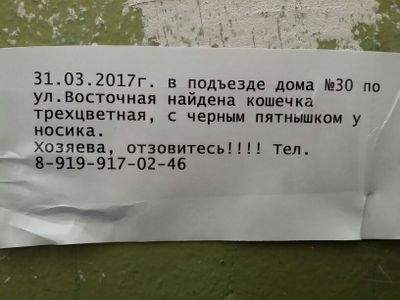 31.03.2017г. в подъезде дома №30 по
ул.Восточная найдена кошечка
трехцветная, с черным пятнышком у
носика.
Хозяева, отзовитесь!!!! Тел.
8-919-917-02-46